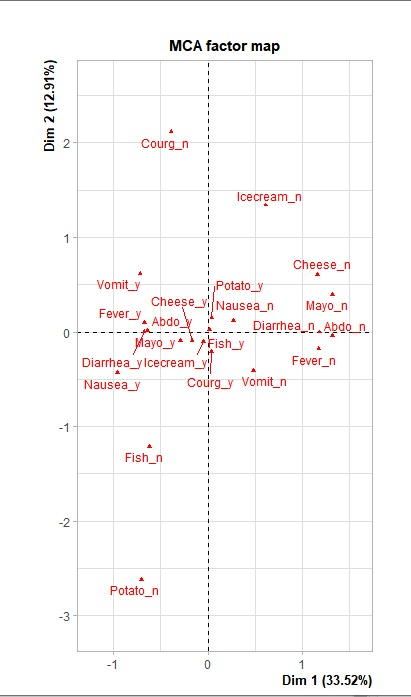 MCA factor map
Dim 2 (12.91%)
2
1
0
-1
-2
-3
Courg_n
Icecream_n
Cheese_n
Vomit_y
Potato_y
Cheese_y
Mayo_n
Nausea_n
Fever_y
Abdo_y
Diarrhea_n
Abdo_n
Mayo_y
Fish_y
Diarrhea_y
Icecream_y
Fever_n
Nausea_y
Courg_y
Vomit_n
Fish_n
Potato_n
-1
0
1
Dim 1 (33.52%)